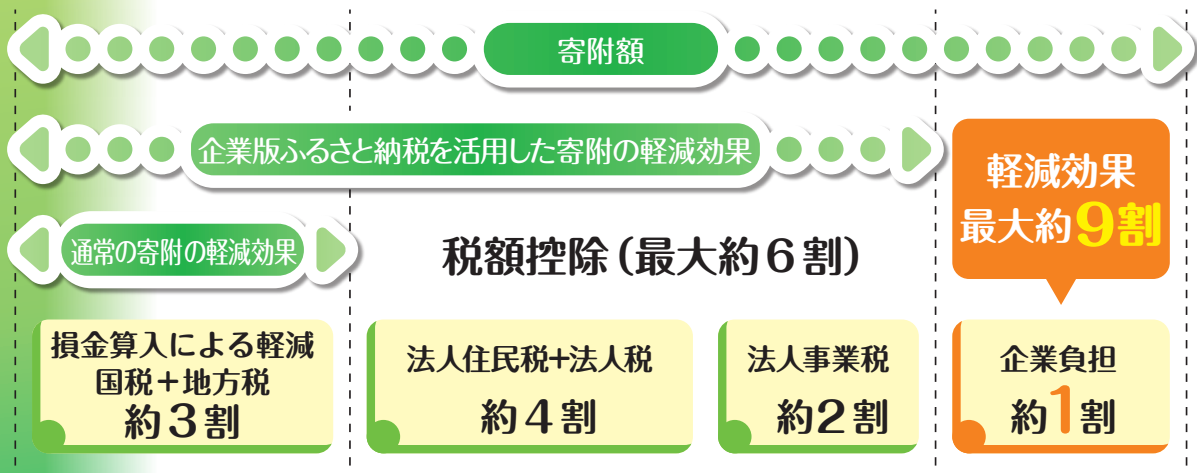 寄附額
企業版ふるさと納税を活用した寄附の軽減効果
軽減効果
最大約9割
通常の寄附の軽減効果
税額控除(最大約6割)
損金算入による軽減
国税+地方税
約3割
法人住民税+法人税
約4割
法人事業税
約2割
企業負担
約1割